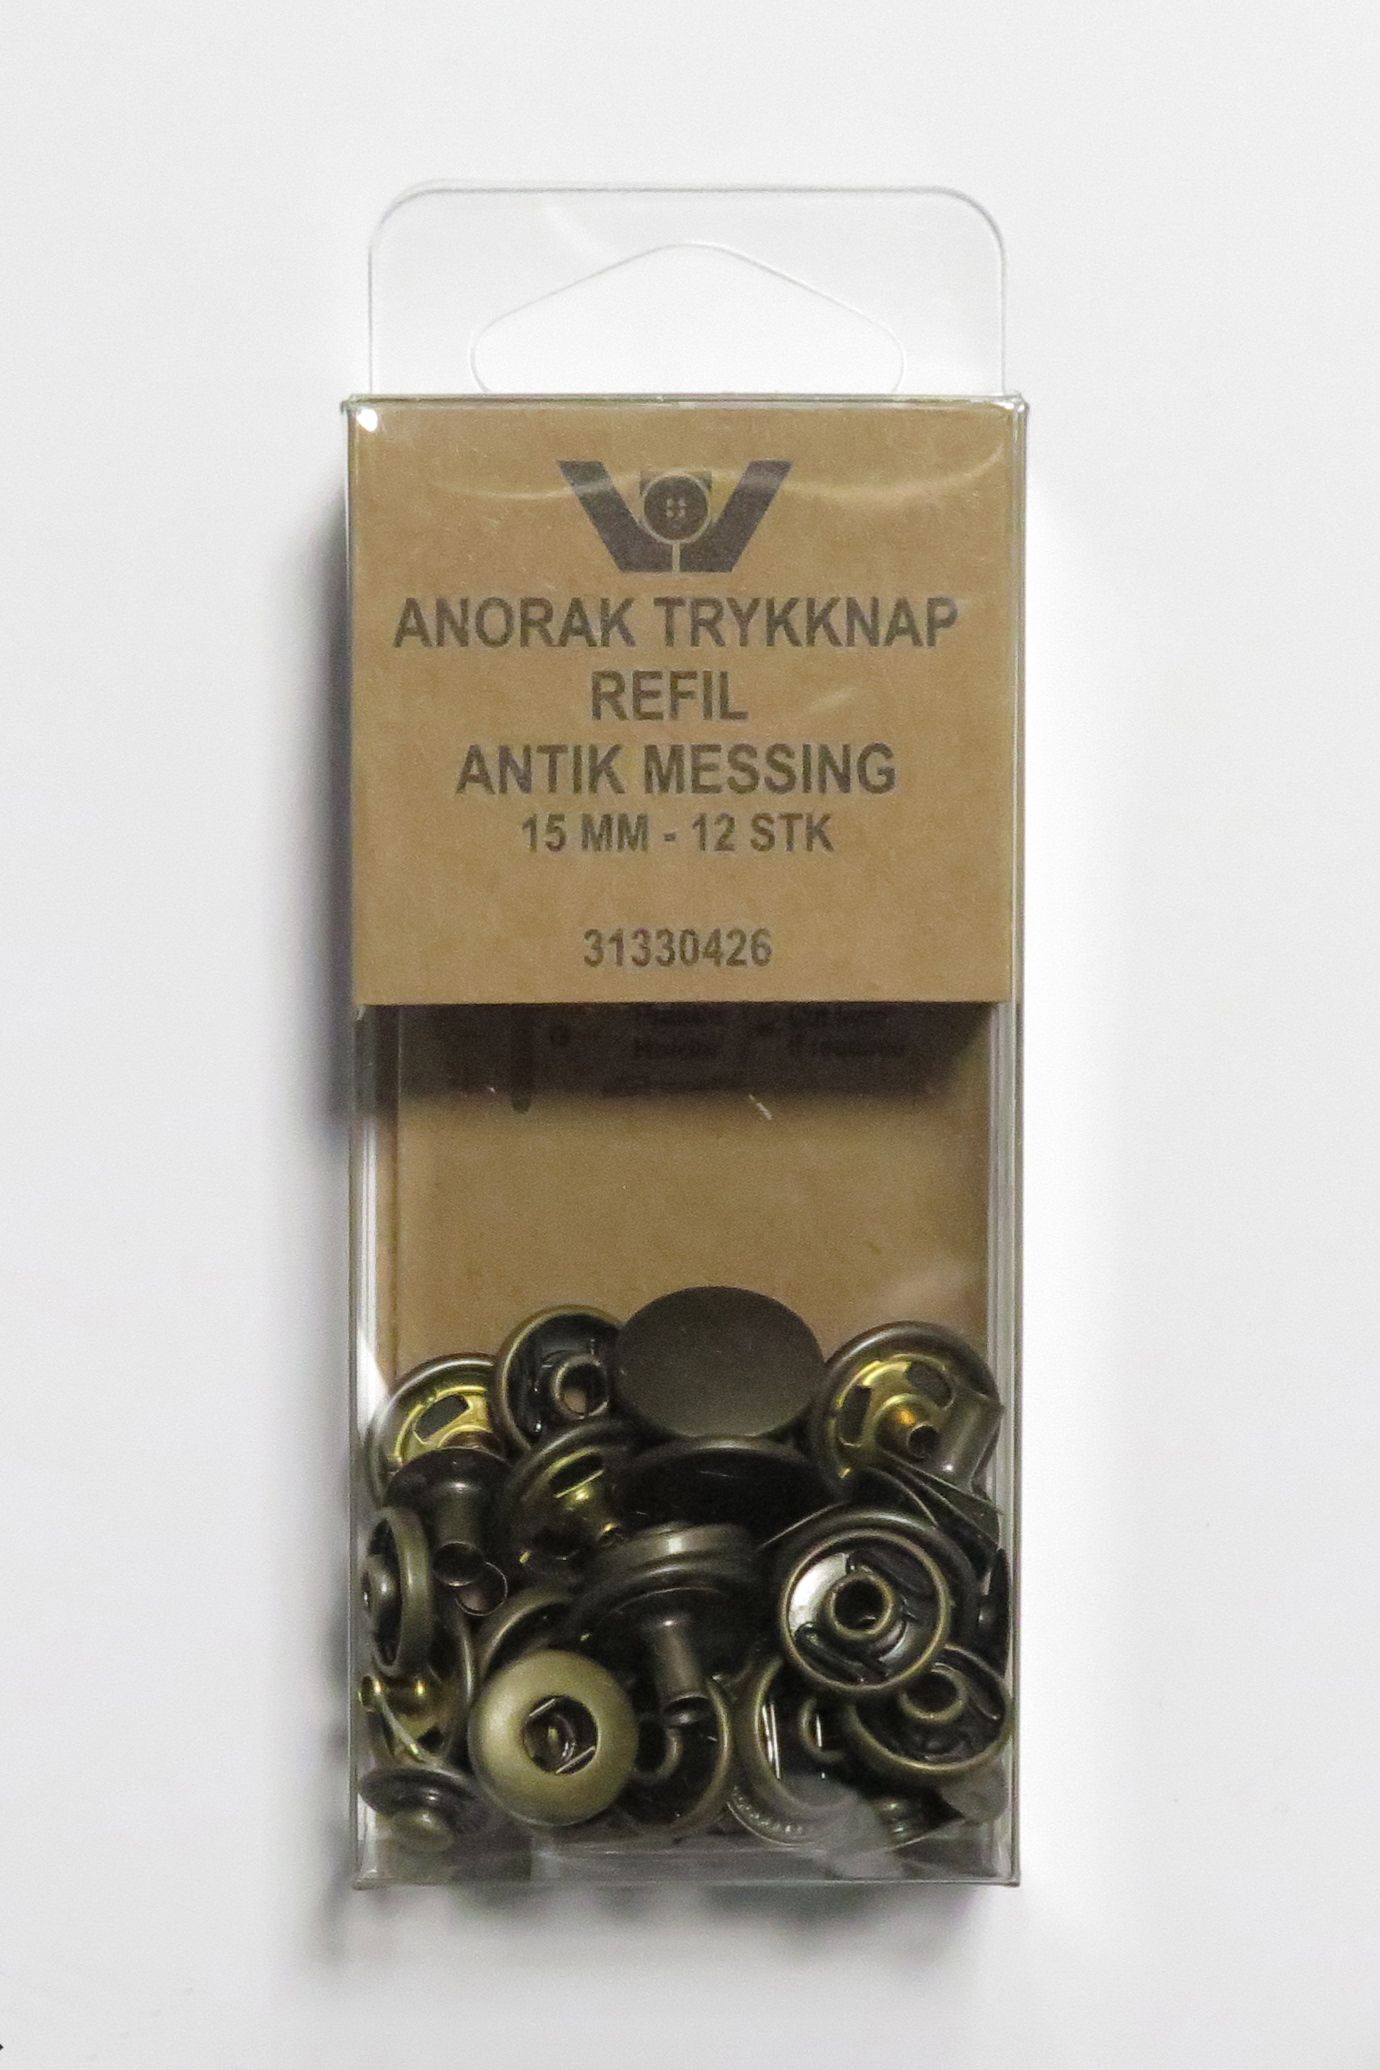 ANORAK TRYKKNAP
REFIL
ANTIK MESSING
15 MM - 12 STK
31330426